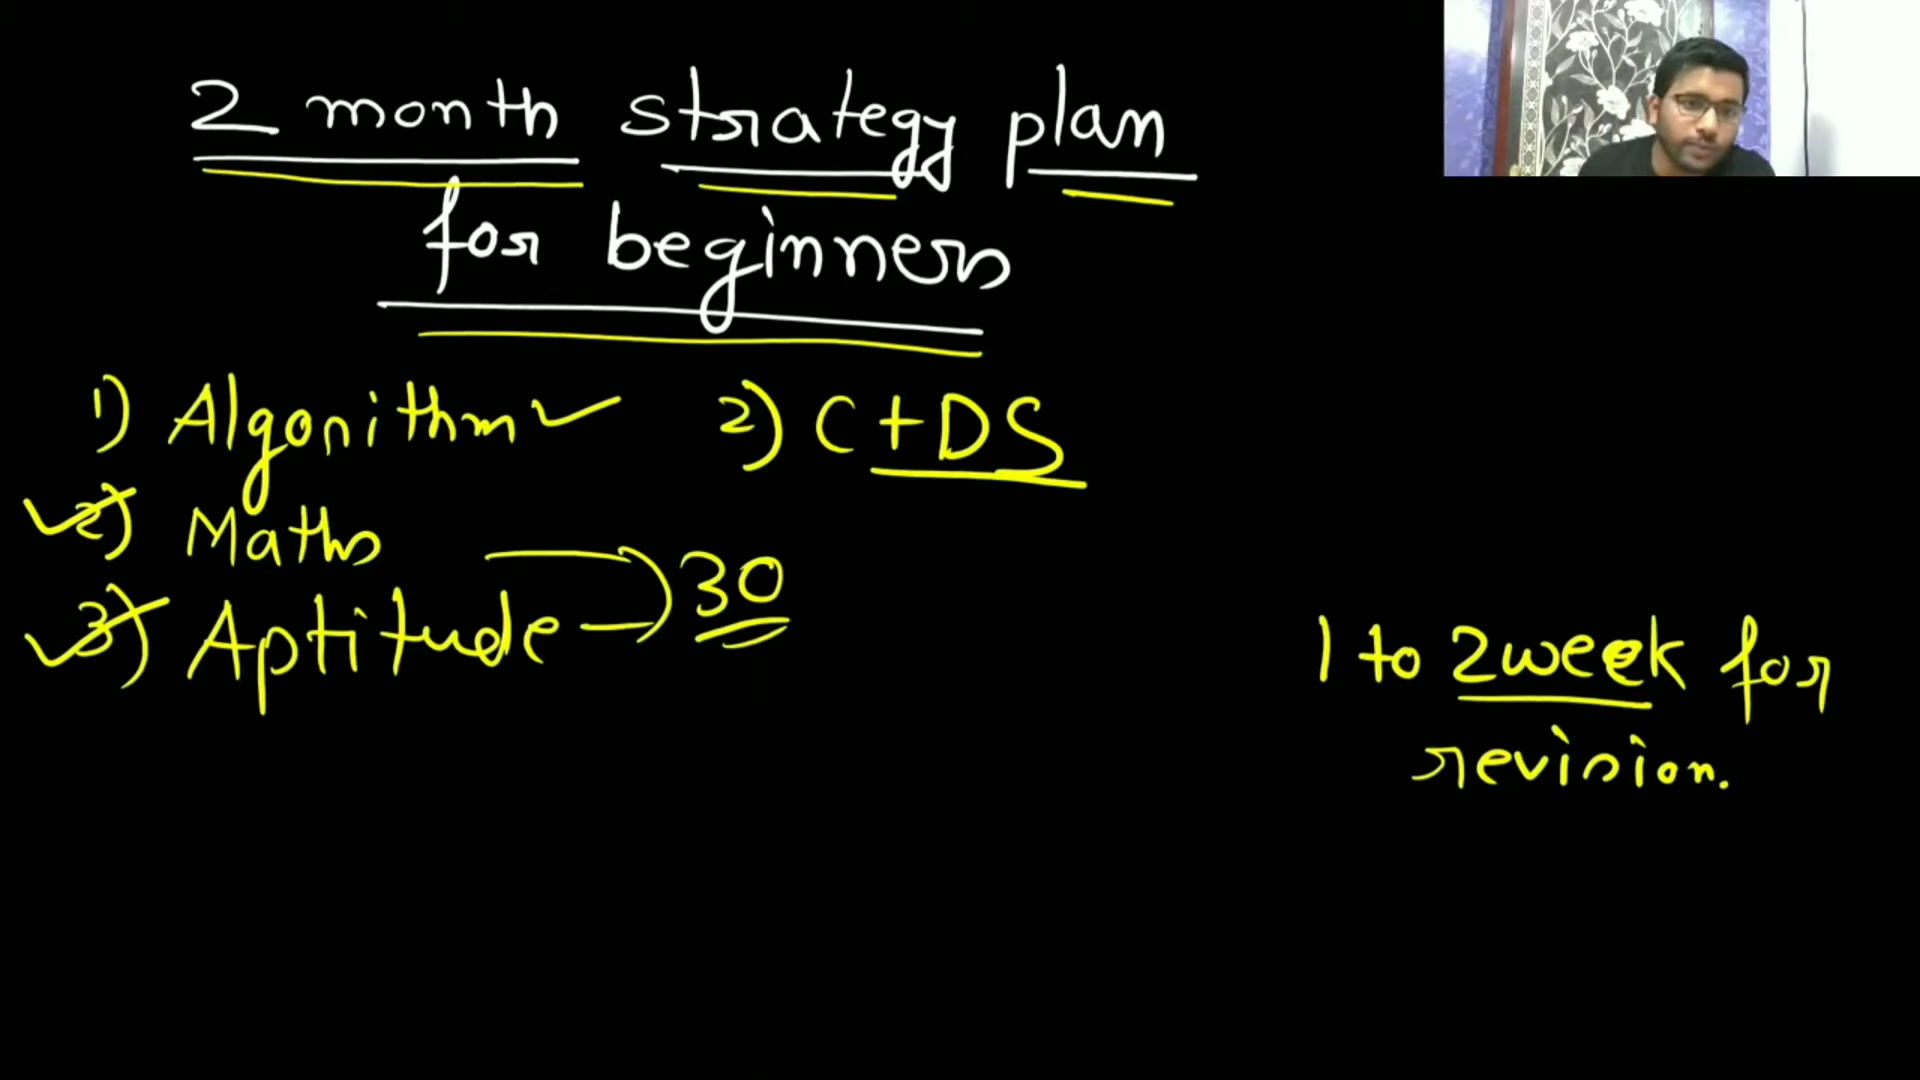 2 month strategy plan
for beginners
1) Algorithm 2) C+DS
2) Maths
3) Aptitude 30
1 to 2week for
revision.